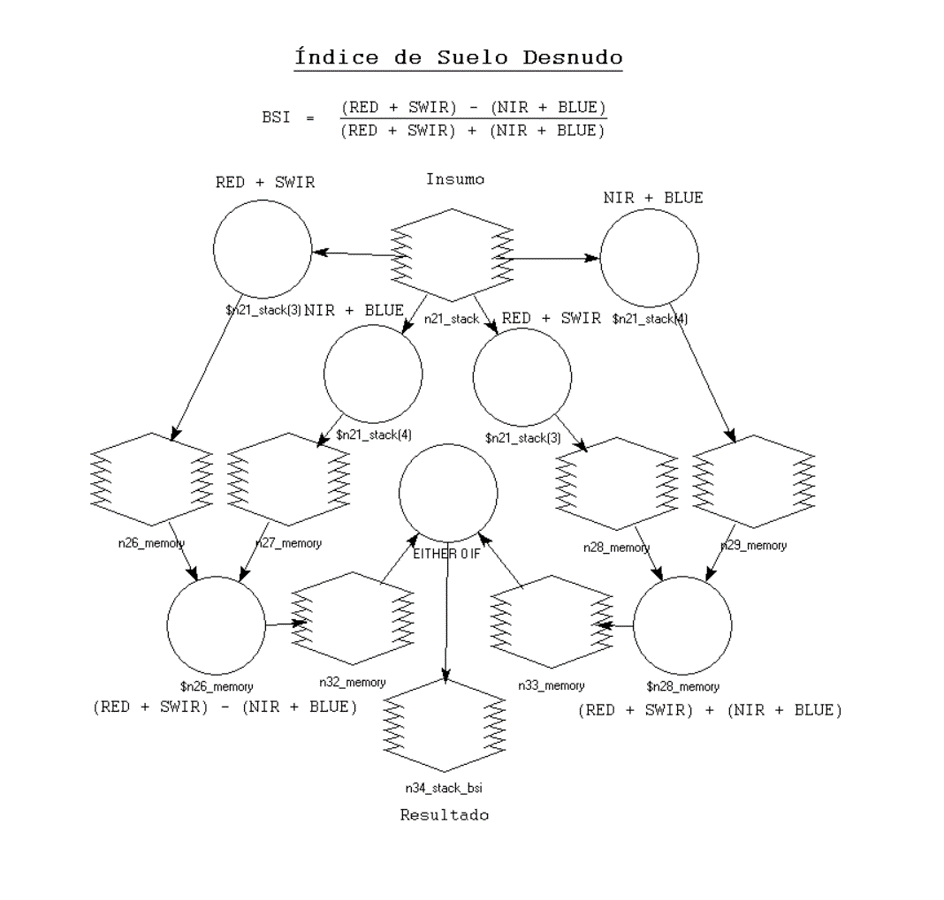 Índice de Suelo Desnudo
BSI = (RED + SWIR) - (NIR + BLUE)
(RED + SWIR) + (NIR + BLUE)
RED + SWIR
Insumo
NIR + BLUE
$n21_stack(3)
NIR + BLUE
n21_stack
RED + SWIR
$n21_stack(4)
$n21_stack(4)
$n21_stack(3)
n26_memory
n27_memory
EITHER 0 IF
n28_memory
n29_memory
$n26_memory
n32_memory
n33_memory
$n28_memory
(RED + SWIR) - (NIR + BLUE)
(RED + SWIR) + (NIR + BLUE)
n34_stack_bsi
Resultado